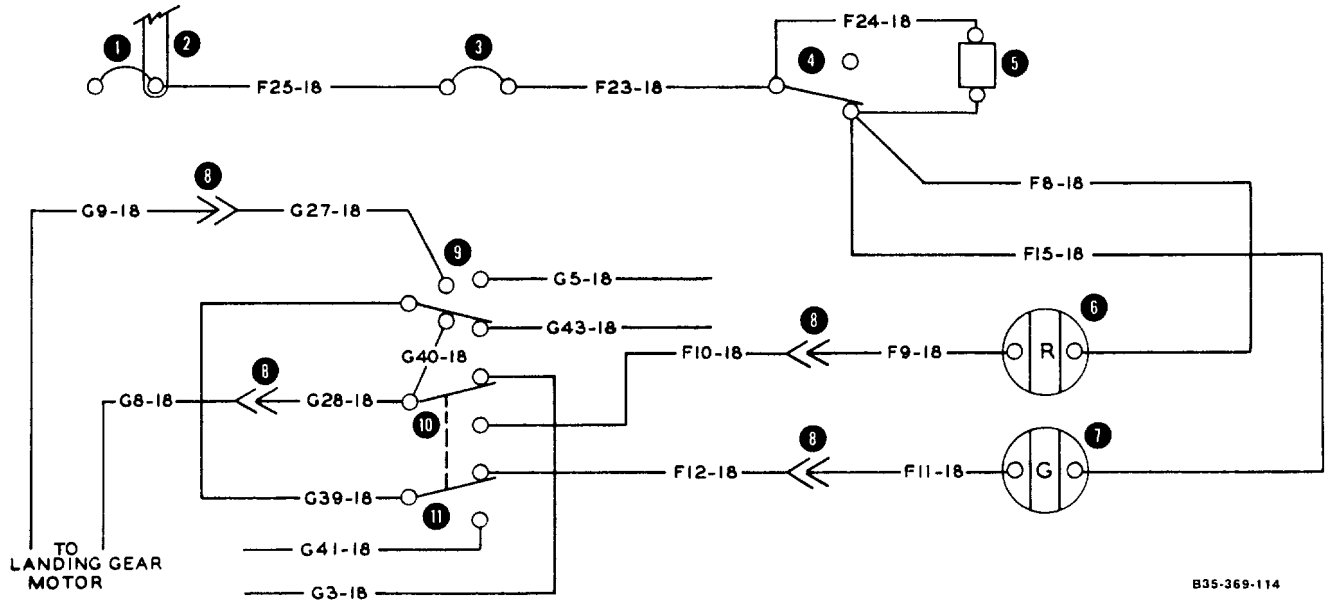 F24-18
1
2
3
4
5
F25-18
F23-18
8
F8-18
G9-18
G27-18
9
F15-18
G5-18
6
G43-18
8
R
G40-18
F10-18
F9-18
8
G8-18
G28-18
10
7
8
G
F12-18
F11-18
G39-18
11
G41-18
TO
LANDING GEAR
MOTOR
G3-18
B35-369-114